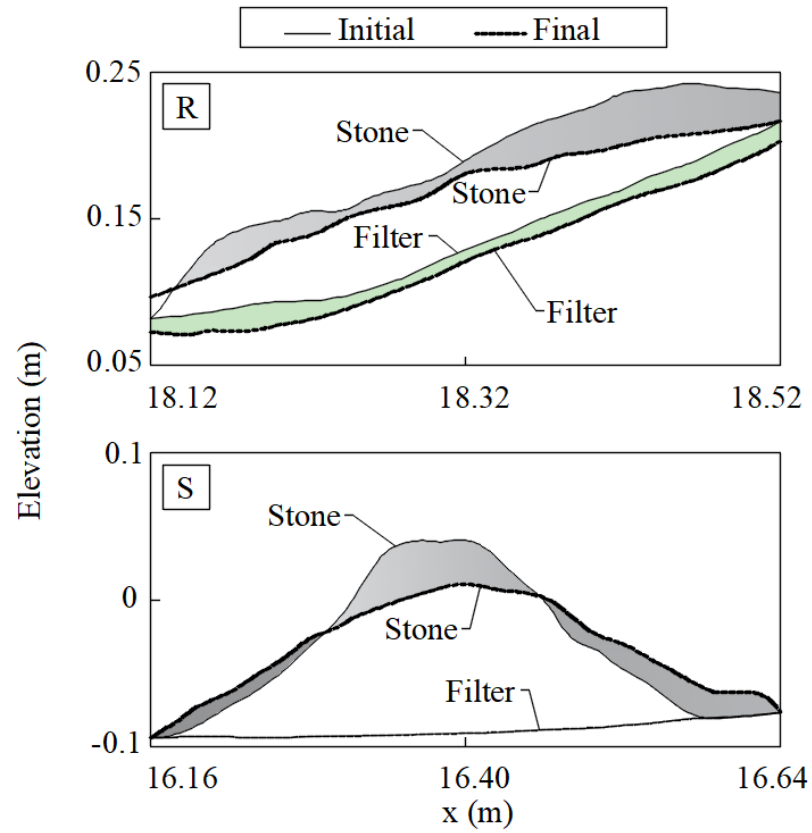 Initial Final
0.25
R
Stone
Stone
0.15
Filter
Filter
0.05
18.12 18.32 18.52
Elevation (m)
0.1
S
Stone
0
Stone
Filter
-0.1
16.16 16.40 16.64
x (m)